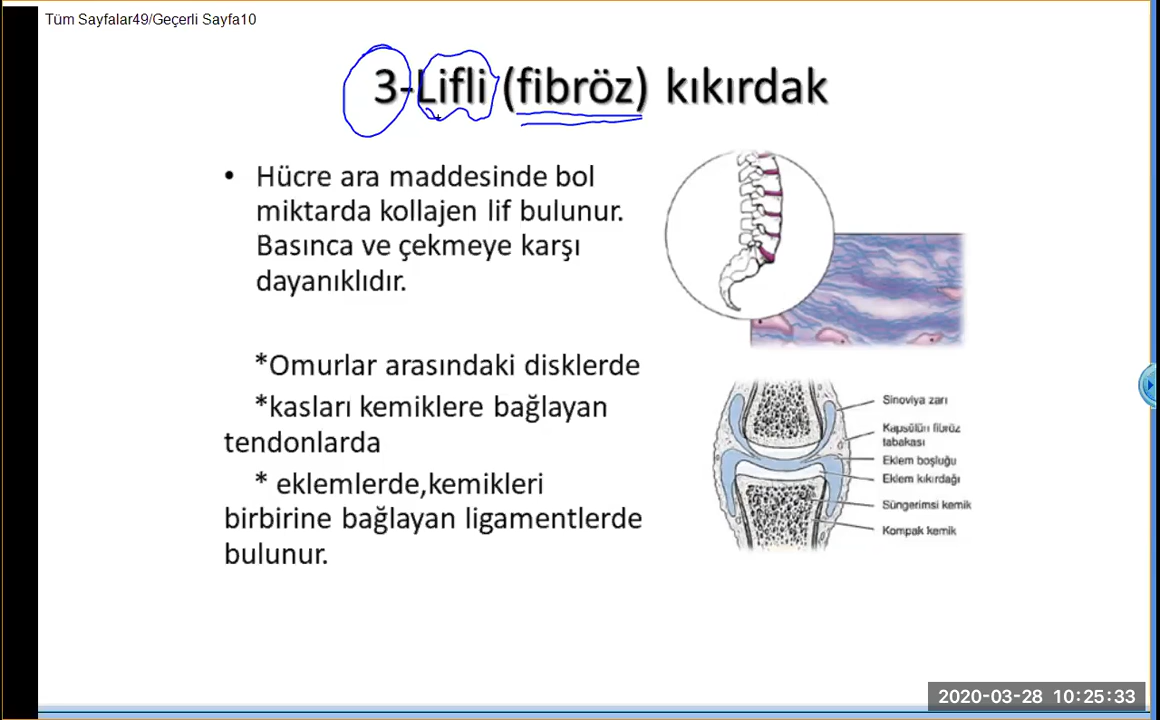 Tüm Sayfalar49/Geçerli Sayfa10
3-Lifli (fibröz) kıkırdak
• Hücre ara maddesinde bol
miktarda kollajen lif bulunur.
Basınca ve çekmeye karşı
dayanıklıdır.
*Omurlar arasındaki disklerde
*kasları kemiklere bağlayan
tendonlarda
* eklemlerde,kemikleri
birbirine bağlayan ligamentlerde
bulunur.
Sinoviya zarı
Kapsülün fibröz
tabakası
Eklem boşluğu
Eklem kıkırdağı
Süngerimsi kemik
Kompak kemik
2020-03-28 10:25:33